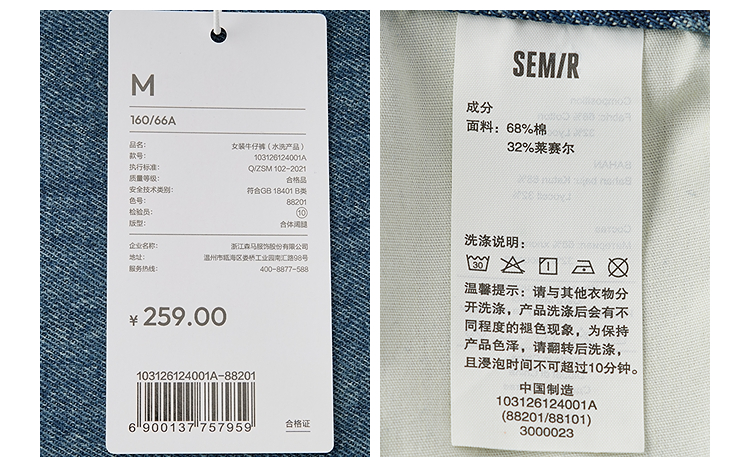 M
160/66A
品名: 女装牛仔裤（水洗产品）
款号: 103126124001A
执行标准: Q/ZSM 102-2021
质量等级: 合格品
安全技术类别: 符合GB 18401 B类
色号: 88201
检验员: 10
版型: 合体阔腿
企业名称: 浙江森马服饰股份有限公司
地址: 温州市瓯海区娄桥工业园南汇路98号
服务热线: 400-8877-588
¥ 259.00
103126124001A-88201
6 900137 757959
合格证
SEM/R
成分
面料：68%棉
32%莱赛尔
洗涤说明:
30
温馨提示：请与其他衣物分
开洗涤，产品洗涤后会有不
同程度的褪色现象，为保持
产品色泽，请翻转后洗涤，
且浸泡时间不可超过10分钟。
中国制造
103126124001A
(88201/88101)
3000023